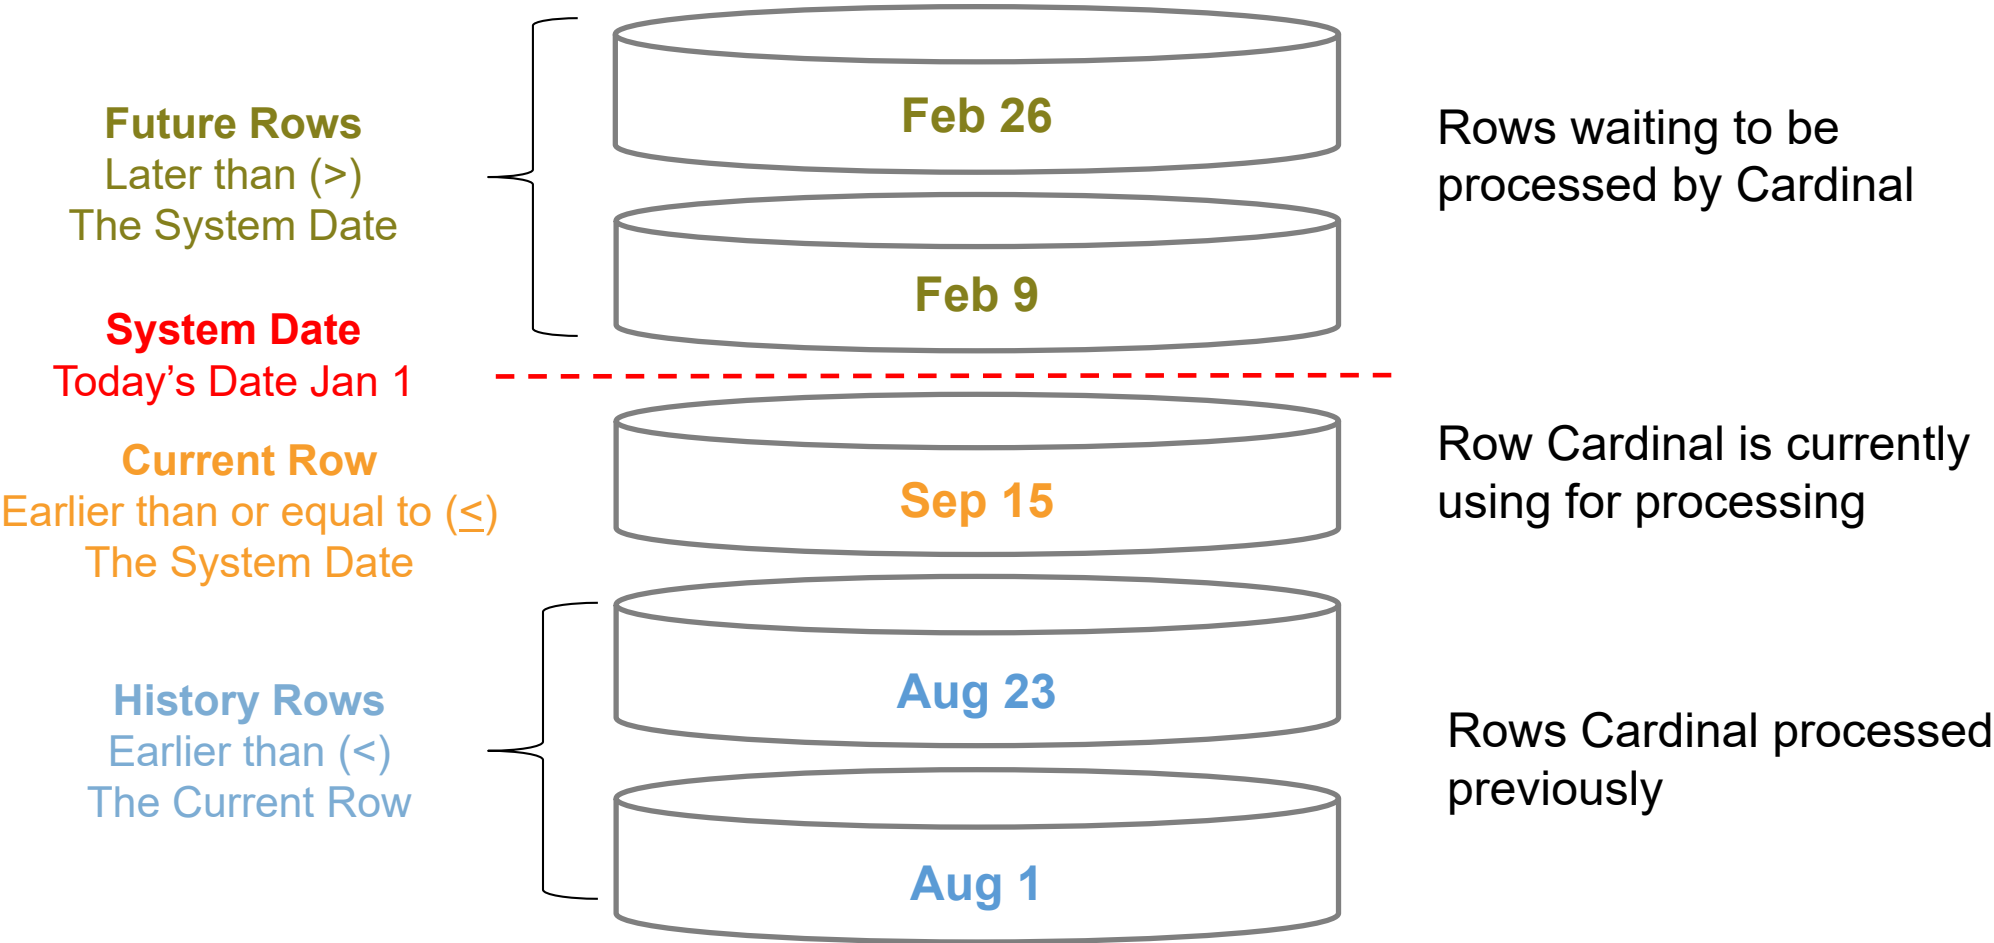 Future Rows
Later than (>)
The System Date
Feb 26
Rows waiting to be
processed by Cardinal
Feb 9
System Date
Today’s Date Jan 1
Current Row
Earlier than or equal to (≤)
The System Date
Sep 15
Row Cardinal is currently
using for processing
History Rows
Earlier than (<)
The Current Row
Aug 23
Aug 1
Rows Cardinal processed
previously